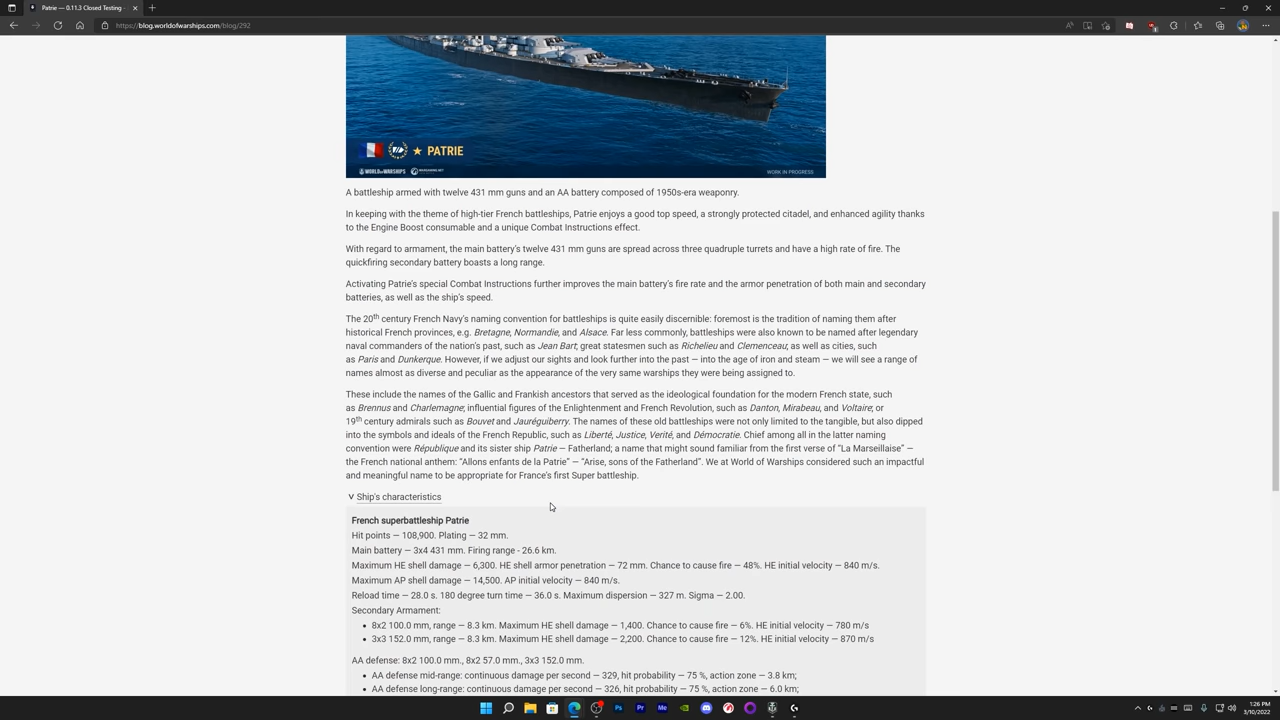 Patrie — 0.11.3 Closed Testing -
https://blog.worldofwarships.com/blog/292
★ PATRIE
WORLD of WARSHIPS WARGAMING.NET
WORK IN PROGRESS
A battleship armed with twelve 431 mm guns and an AA battery composed of 1950s-era weaponry.
In keeping with the theme of high-tier French battleships, Patrie enjoys a good top speed, a strongly protected citadel, and enhanced agility thanks
to the Engine Boost consumable and a unique Combat Instructions effect.
With regard to armament, the main battery's twelve 431 mm guns are spread across three quadruple turrets and have a high rate of fire. The
quickfiring secondary battery boasts a long range.
Activating Patrie's special Combat Instructions further improves the main battery's fire rate and the armor penetration of both main and secondary
batteries, as well as the ship's speed.
The 20th century French Navy's naming convention for battleships is quite easily discernible: foremost is the tradition of naming them after
historical French provinces, e.g. Bretagne, Normandie, and Alsace. Far less commonly, battleships were also known to be named after legendary
naval commanders of the nation's past, such as Jean Bart; great statesmen such as Richelieu and Clemenceau; as well as cities, such
as Paris and Dunkerque. However, if we adjust our sights and look further into the past — into the age of iron and steam — we will see a range of
names almost as diverse and peculiar as the appearance of the very same warships they were being assigned to.
These include the names of the Gallic and Frankish ancestors that served as the ideological foundation for the modern French state, such
as Brennus and Charlemagne; influential figures of the Enlightenment and French Revolution, such as Danton, Mirabeau, and Voltaire; or
19th century admirals such as Bouvet and Jauréguiberry. The names of these old battleships were not only limited to the tangible, but also dipped
into the symbols and ideals of the French Republic, such as Liberté, Justice, Verité, and Démocratie. Chief among all in the latter naming
convention were République and its sister ship Patrie — Fatherland; a name that might sound familiar from the first verse of "La Marseillaise" —
the French national anthem: "Allons enfants de la Patrie" — "Arise, sons of the Fatherland". We at World of Warships considered such an impactful
and meaningful name to be appropriate for France's first Super battleship.
Ship's characteristics
French superbattleship Patrie
Hit points — 108,900. Plating — 32 mm.
Main battery — 3x4 431 mm. Firing range - 26.6 km.
Maximum HE shell damage — 6,300. HE shell armor penetration — 72 mm. Chance to cause fire — 48%. HE initial velocity — 840 m/s.
Maximum AP shell damage — 14,500. AP initial velocity — 840 m/s.
Reload time — 28.0 s. 180 degree turn time — 36.0 s. Maximum dispersion — 327 m. Sigma — 2.00.
Secondary Armament:
• 8x2 100.0 mm, range — 8.3 km. Maximum HE shell damage — 1,400. Chance to cause fire — 6%. HE initial velocity — 780 m/s
• 3x3 152.0 mm, range — 8.3 km. Maximum HE shell damage — 2,200. Chance to cause fire — 12%. HE initial velocity — 870 m/s
AA defense: 8x2 100.0 mm., 8x2 57.0 mm., 3x3 152.0 mm.
• AA defense mid-range: continuous damage per second — 329, hit probability — 75 %, action zone — 3.8 km;
• AA defense long-range: continuous damage per second — 326, hit probability — 75 %, action zone — 6.0 km;
1:26 PM
3/10/2022